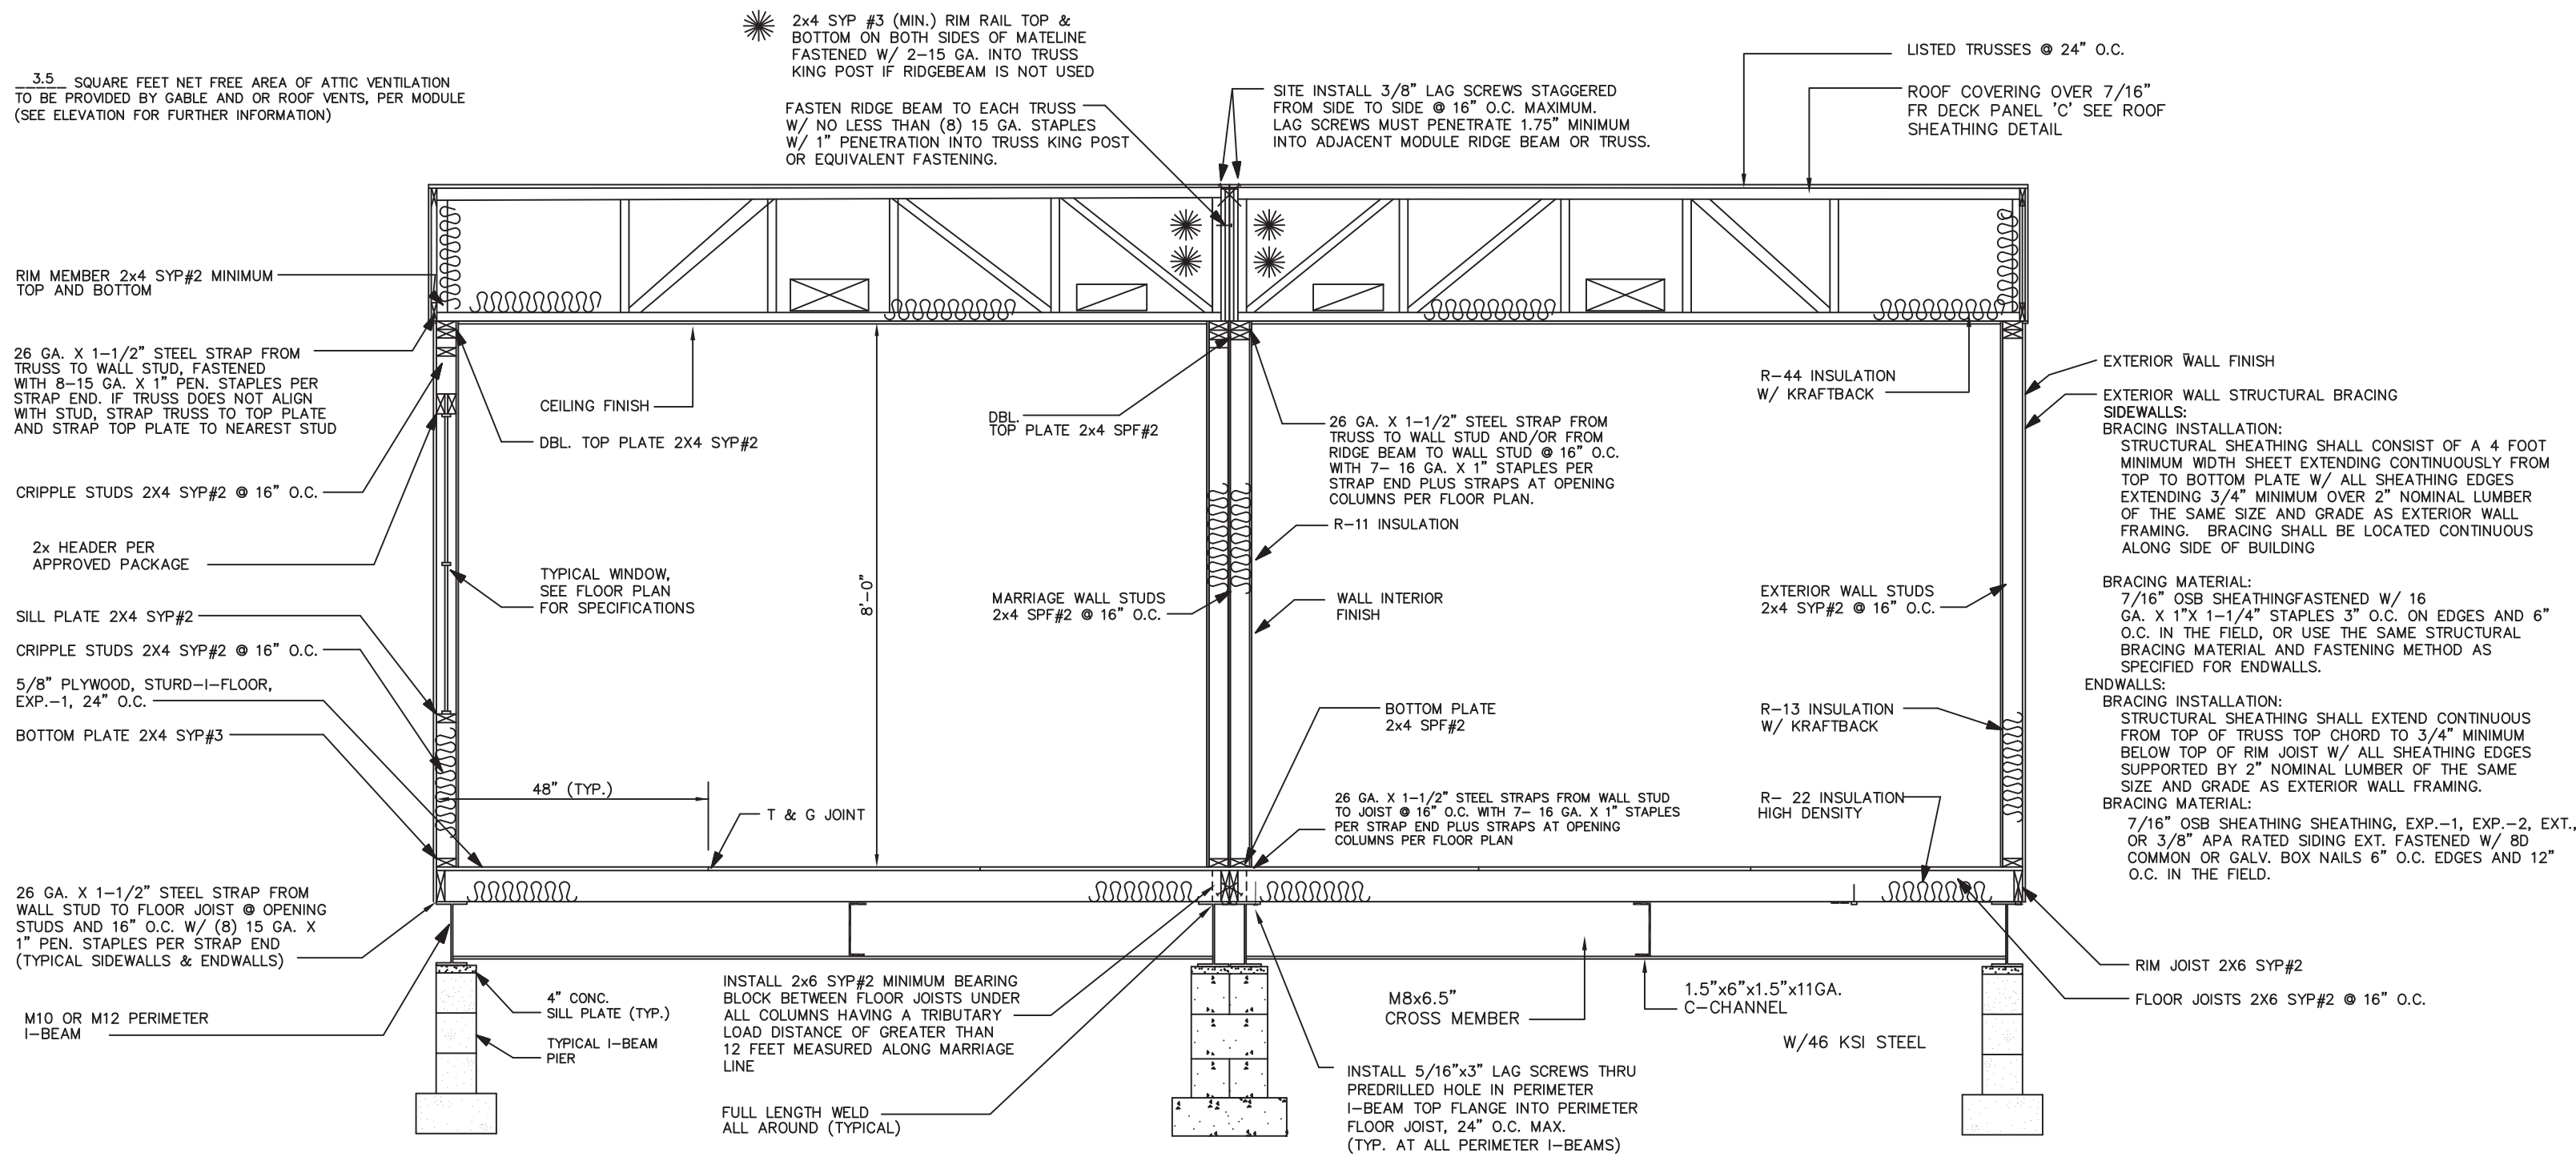 2x4 SYP #3 (MIN.) RIM RAIL TOP &
BOTTOM ON BOTH SIDES OF MATELINE
FASTENED W/ 2-15 GA. INTO TRUSS
KING POST IF RIDGEBEAM IS NOT USED
3.5 SQUARE FEET NET FREE AREA OF ATTIC VENTILATION
TO BE PROVIDED BY GABLE AND OR ROOF VENTS, PER MODULE
(SEE ELEVATION FOR FURTHER INFORMATION)
FASTEN RIDGE BEAM TO EACH TRUSS
W/ NO LESS THAN (8) 15 GA. STAPLES
W/ 1" PENETRATION INTO TRUSS KING POST
OR EQUIVALENT FASTENING.
SITE INSTALL 3/8" LAG SCREWS STAGGERED
FROM SIDE TO SIDE @ 16" O.C. MAXIMUM.
LAG SCREWS MUST PENETRATE 1.75" MINIMUM
INTO ADJACENT MODULE RIDGE BEAM OR TRUSS.
LISTED TRUSSES @ 24" O.C.
ROOF COVERING OVER 7/16"
FR DECK PANEL 'C' SEE ROOF
SHEATHING DETAIL
RIM MEMBER 2x4 SYP#2 MINIMUM
TOP AND BOTTOM
26 GA. X 1-1/2" STEEL STRAP FROM
TRUSS TO WALL STUD, FASTENED
WITH 8-15 GA. X 1" PEN. STAPLES PER
STRAP END. IF TRUSS DOES NOT ALIGN
WITH STUD, STRAP TRUSS TO TOP PLATE
AND STRAP TOP PLATE TO NEAREST STUD
CRIPPLE STUDS 2X4 SYP#2 @ 16" O.C.
2x HEADER PER
APPROVED PACKAGE
SILL PLATE 2X4 SYP#2
CRIPPLE STUDS 2X4 SYP#2 @ 16" O.C.
5/8" PLYWOOD, STURD-I-FLOOR,
EXP.-1, 24" O.C.
BOTTOM PLATE 2X4 SYP#3
26 GA. X 1-1/2" STEEL STRAP FROM
WALL STUD TO FLOOR JOIST @ OPENING
STUDS AND 16" O.C. W/ (8) 15 GA. X
1" PEN. STAPLES PER STRAP END
(TYPICAL SIDEWALLS & ENDWALLS)
M10 OR M12 PERIMETER
I-BEAM
CEILING FINISH
DBL. TOP PLATE 2X4 SYP#2
TYPICAL WINDOW,
SEE FLOOR PLAN
FOR SPECIFICATIONS
8'-0"
48" (TYP.)
T & G JOINT
4" CONC.
SILL PLATE (TYP.)
TYPICAL I-BEAM
PIER
DBL.
TOP PLATE 2x4 SPF#2
MARRIAGE WALL STUDS
2x4 SPF#2 @ 16" O.C.
INSTALL 2x6 SYP#2 MINIMUM BEARING
BLOCK BETWEEN FLOOR JOISTS UNDER
ALL COLUMNS HAVING A TRIBUTARY
LOAD DISTANCE OF GREATER THAN
12 FEET MEASURED ALONG MARRIAGE
LINE
FULL LENGTH WELD
ALL AROUND (TYPICAL)
26 GA. X 1-1/2" STEEL STRAP FROM
TRUSS TO WALL STUD AND/OR FROM
RIDGE BEAM TO WALL STUD @ 16" O.C.
WITH 7- 16 GA. X 1" STAPLES PER
STRAP END PLUS STRAPS AT OPENING
COLUMNS PER FLOOR PLAN.
R-11 INSULATION
WALL INTERIOR
FINISH
BOTTOM PLATE
2x4 SPF#2
26 GA. X 1-1/2" STEEL STRAPS FROM WALL STUD
TO JOIST @ 16" O.C. WITH 7- 16 GA. X 1" STAPLES
PER STRAP END PLUS STRAPS AT OPENING
COLUMNS PER FLOOR PLAN
M8x6.5"
CROSS MEMBER
INSTALL 5/16"x3" LAG SCREWS THRU
PREDRILLED HOLE IN PERIMETER
I-BEAM TOP FLANGE INTO PERIMETER
FLOOR JOIST, 24" O.C. MAX.
(TYP. AT ALL PERIMETER I-BEAMS)
1.5"x6"x1.5"x11GA.
C-CHANNEL
W/46 KSI STEEL
R-44 INSULATION
W/ KRAFTBACK
EXTERIOR WALL STUDS
2x4 SYP#2 @ 16" O.C.
R-13 INSULATION
W/ KRAFTBACK
R- 22 INSULATION
HIGH DENSITY
EXTERIOR WALL FINISH
EXTERIOR WALL STRUCTURAL BRACING
SIDEWALLS:
BRACING INSTALLATION:
STRUCTURAL SHEATHING SHALL CONSIST OF A 4 FOOT
MINIMUM WIDTH SHEET EXTENDING CONTINUOUSLY FROM
TOP TO BOTTOM PLATE W/ ALL SHEATHING EDGES
EXTENDING 3/4" MINIMUM OVER 2" NOMINAL LUMBER
OF THE SAME SIZE AND GRADE AS EXTERIOR WALL
FRAMING. BRACING SHALL BE LOCATED CONTINUOUS
ALONG SIDE OF BUILDING
BRACING MATERIAL:
7/16" OSB SHEATHINGFASTENED W/ 16
GA. X 1"X 1-1/4" STAPLES 3" O.C. ON EDGES AND 6"
O.C. IN THE FIELD, OR USE THE SAME STRUCTURAL
BRACING MATERIAL AND FASTENING METHOD AS
SPECIFIED FOR ENDWALLS.
ENDWALLS:
BRACING INSTALLATION:
STRUCTURAL SHEATHING SHALL EXTEND CONTINUOUS
FROM TOP OF TRUSS TOP CHORD TO 3/4" MINIMUM
BELOW TOP OF RIM JOIST W/ ALL SHEATHING EDGES
SUPPORTED BY 2" NOMINAL LUMBER OF THE SAME
SIZE AND GRADE AS EXTERIOR WALL FRAMING.
BRACING MATERIAL:
7/16" OSB SHEATHING SHEATHING, EXP.-1, EXP.-2, EXT.,
OR 3/8" APA RATED SIDING EXT. FASTENED W/ 8D
COMMON OR GALV. BOX NAILS 6" O.C. EDGES AND 12"
O.C. IN THE FIELD.
RIM JOIST 2X6 SYP#2
FLOOR JOISTS 2X6 SYP#2 @ 16" O.C.